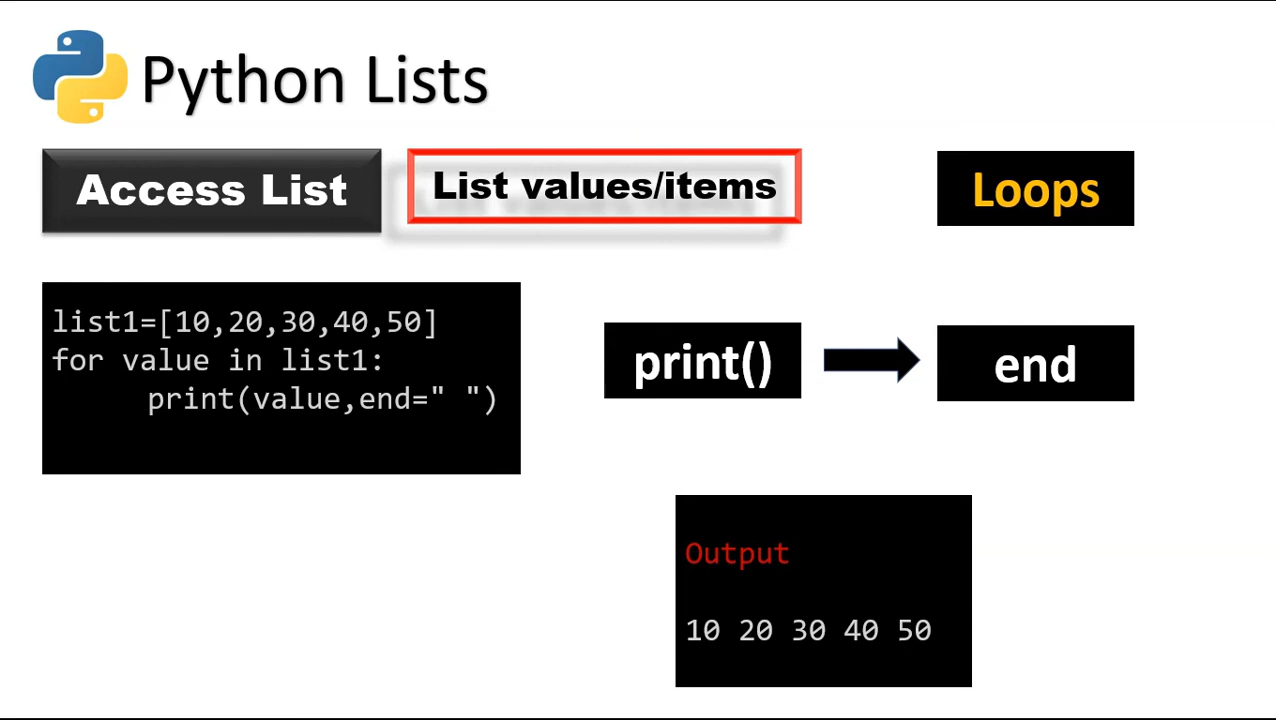 Python Lists
Access List
List values/items
Loops
list1=[10,20,30,40,50]
for value in list1:
print(value,end=" ")
print()
end
Output
10 20 30 40 50